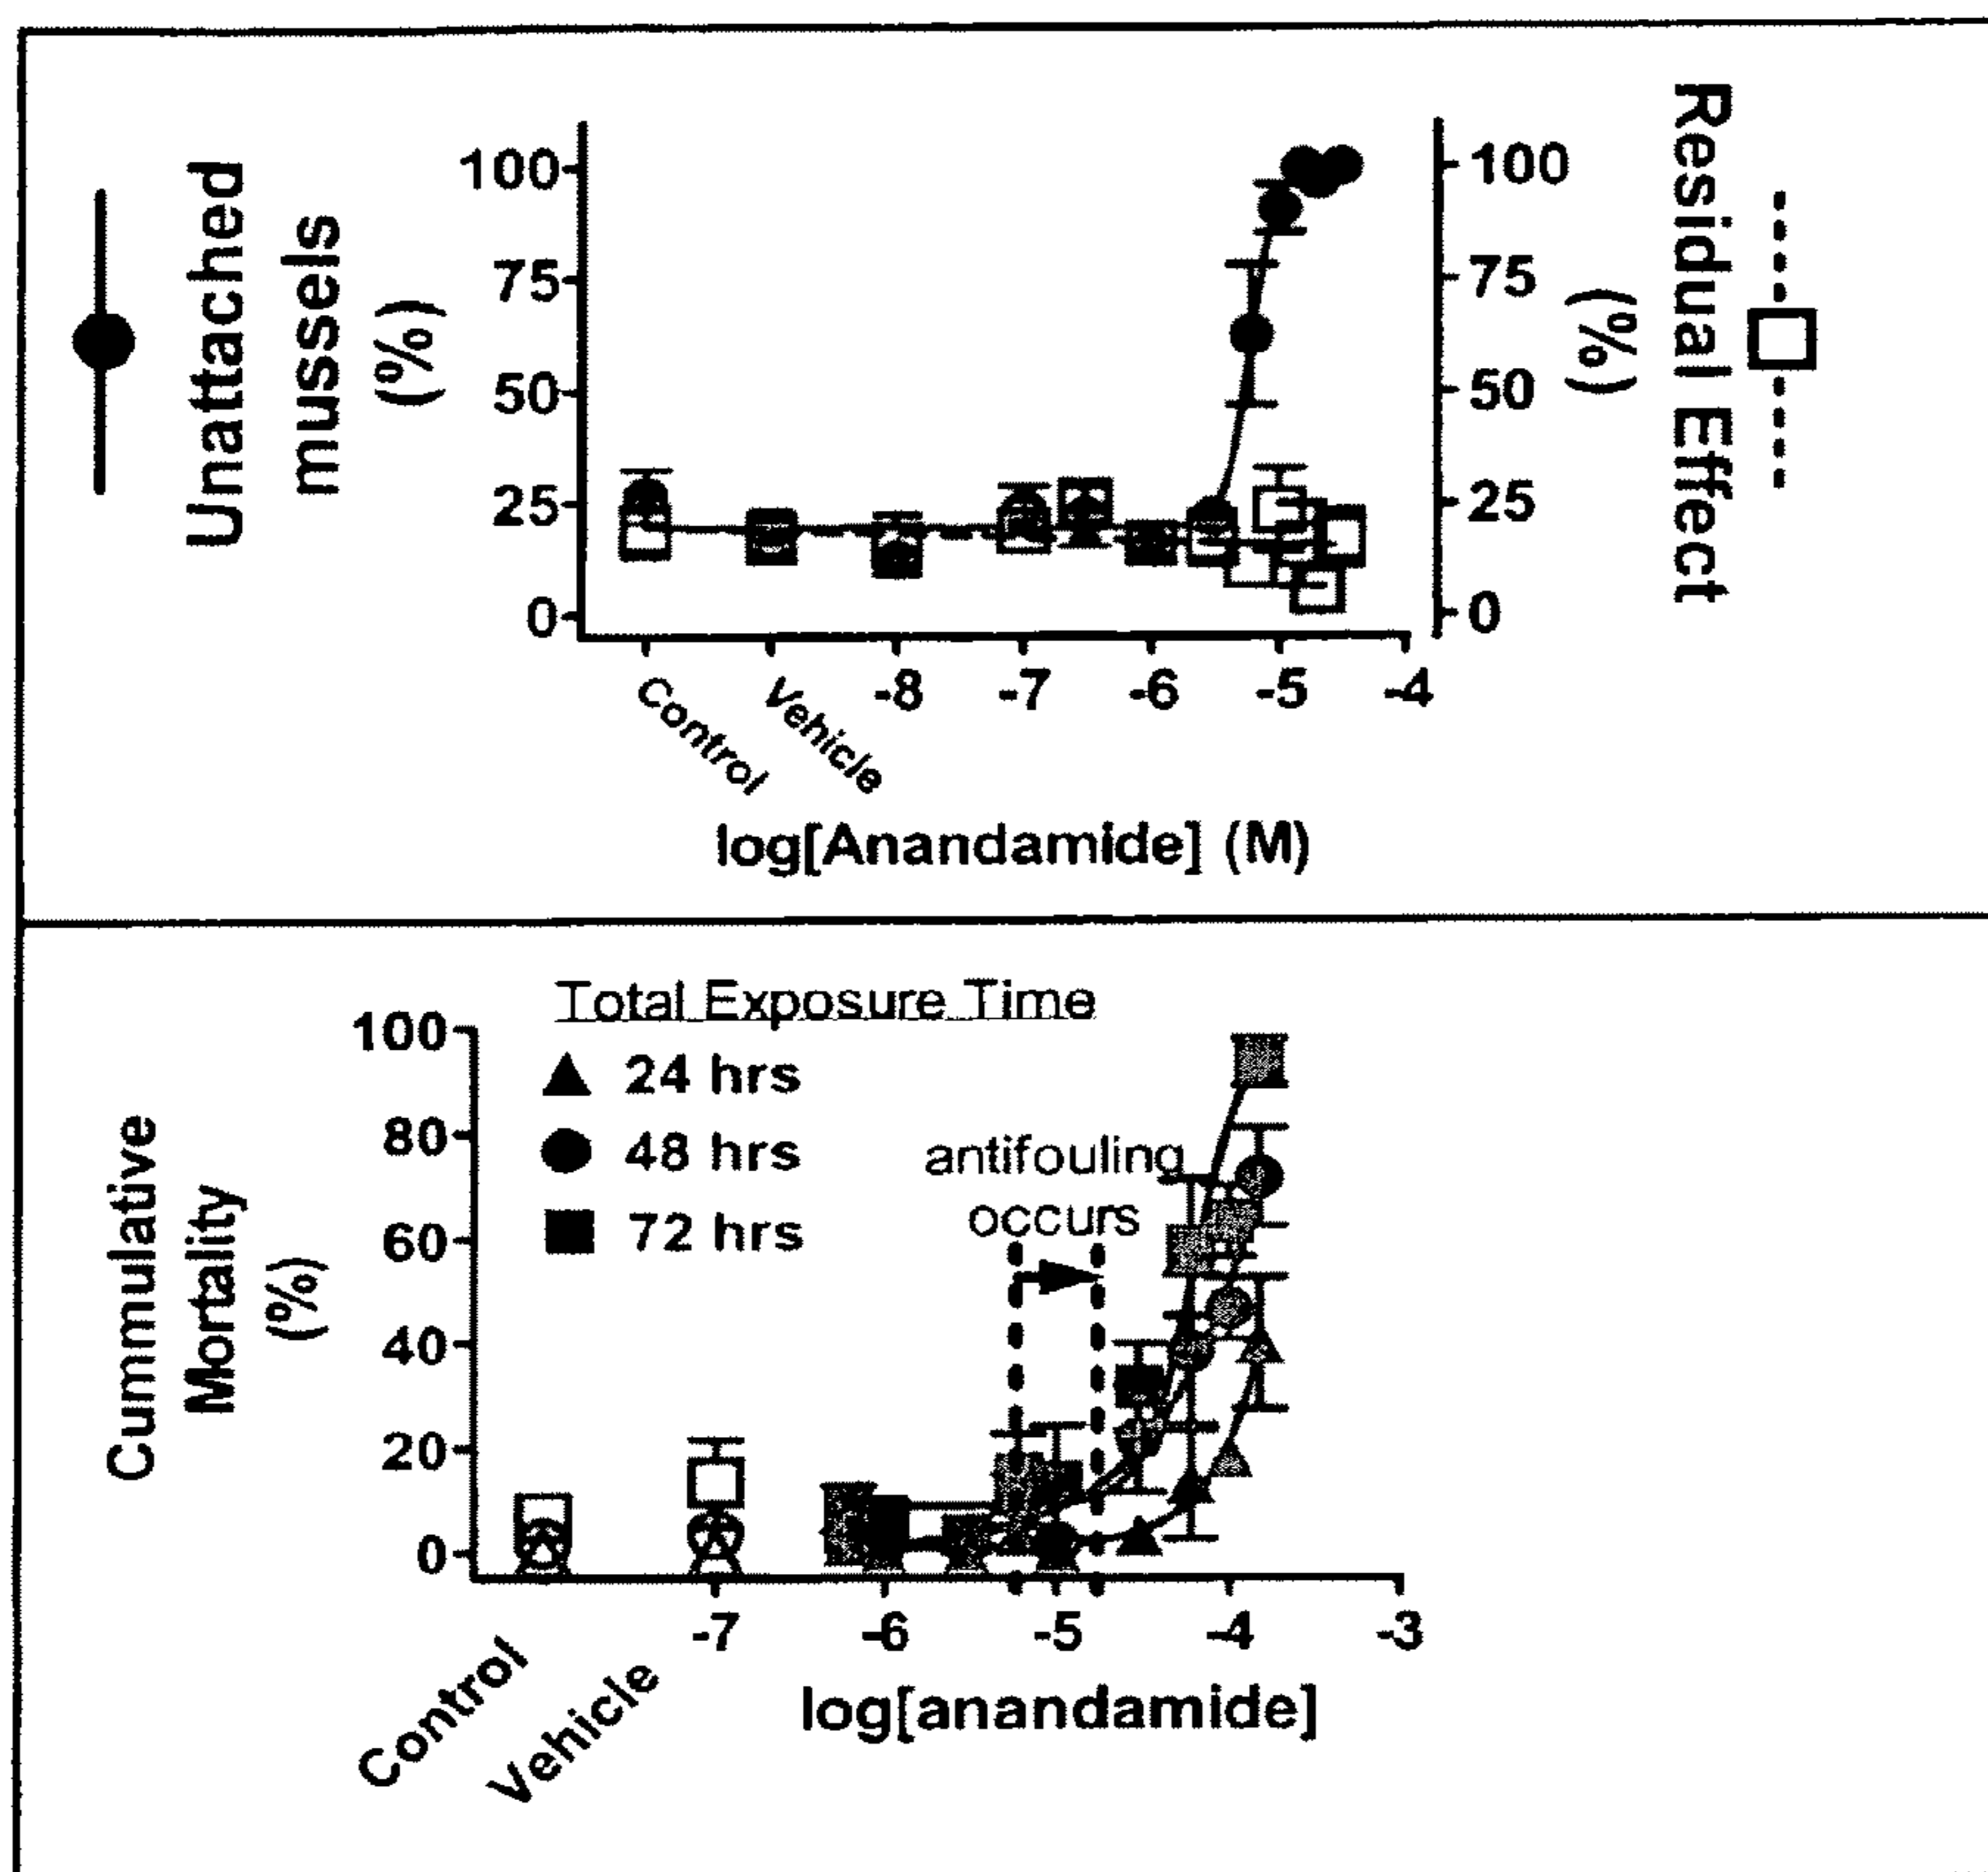 Unattached
mussels
(%)
100
75
50
25
0
100
75
50
25
0
Residual Effect
(%)
Control
Vehicle
-8
-7
-6
-5
-4
log[Anandamide] (M)
Total Exposure Time
24 hrs
48 hrs
72 hrs
antifouling
occurs
Cummulative
Mortality
(%)
100
80
60
40
20
0
Control
Vehicle
-7
-6
-5
-4
-3
log[anandamide]